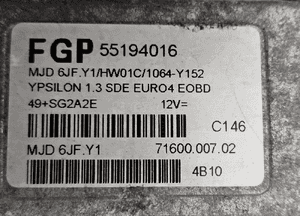 FGP 55194016
MJD 6JF.Y1/HW01C/1064-Y152
YPSILON 1.3 SDE EURO4 EOBD
49+SG2A2E 12V=
C146
MJD 6JF.Y1 71600.007.02
4B10